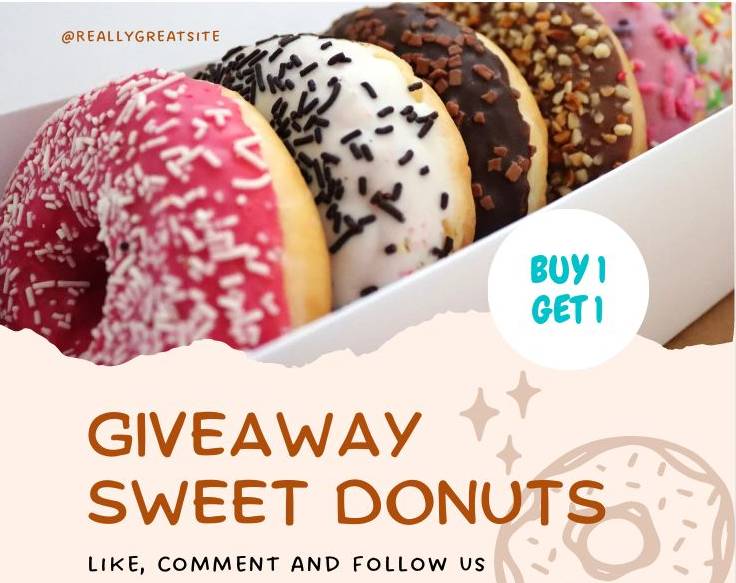 @REALLYGREATSITE
BUY 1
GET 1
GIVEAWAY
SWEET DONUTS
LIKE, COMMENT AND FOLLOW US